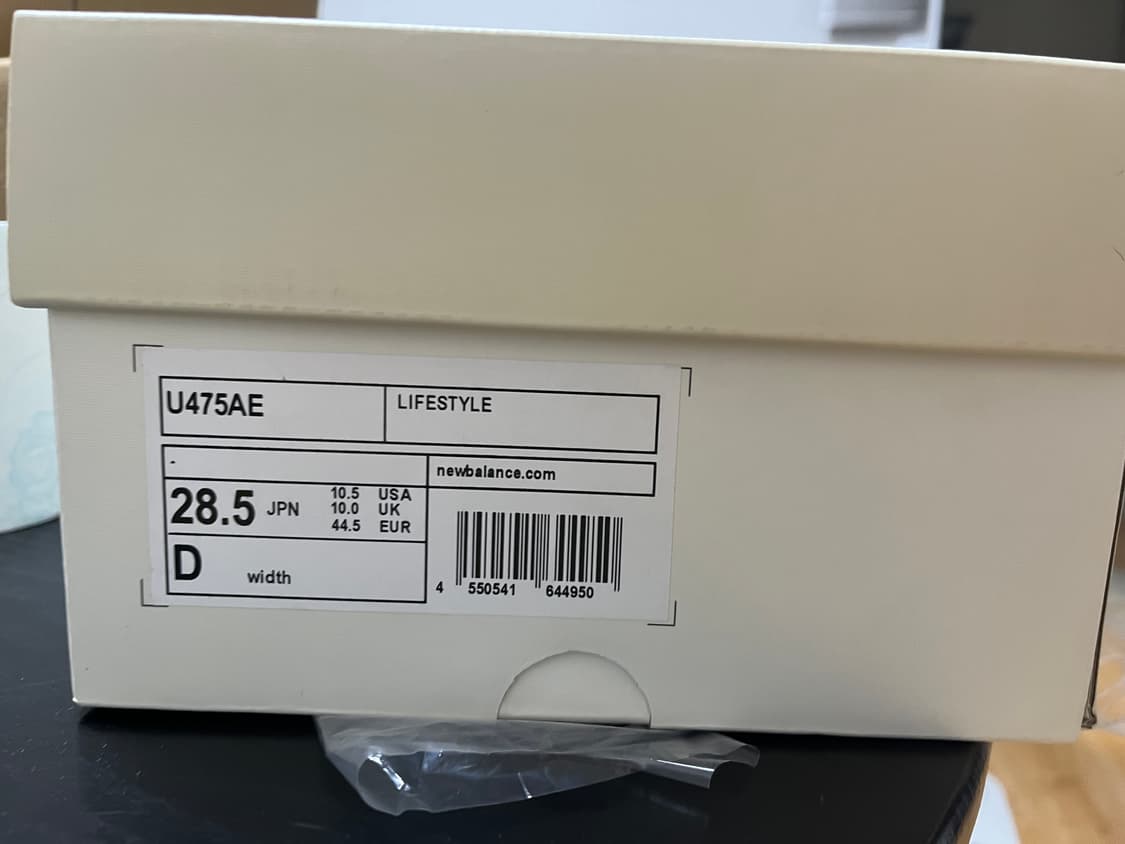 U475AE
LIFESTYLE
-
newbalance.com
28.5 JPN
10.5 USA
10.0 UK
44.5 EUR
D width
4 550541 644950